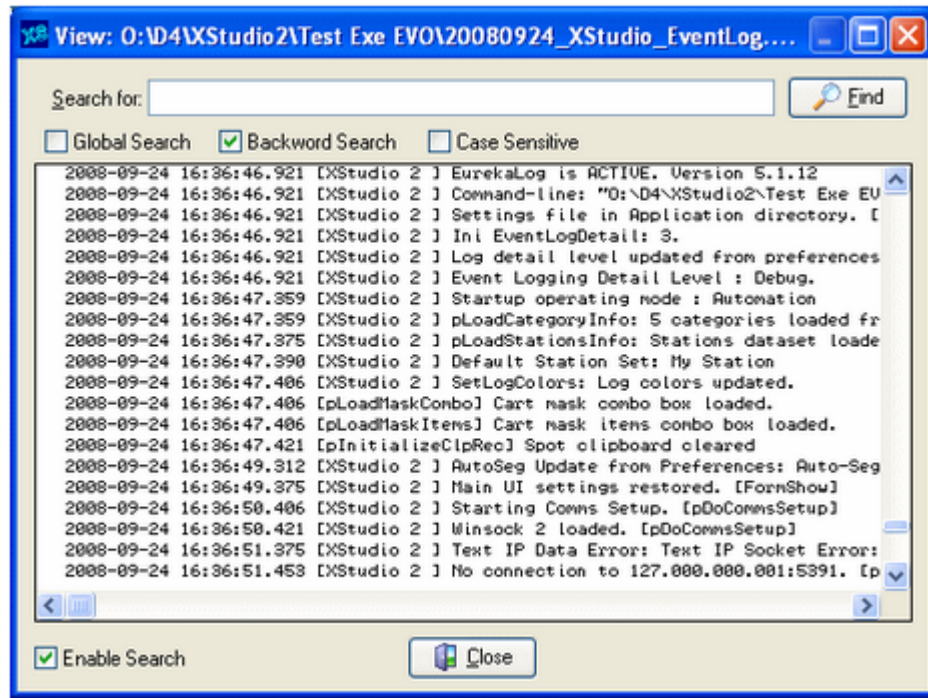 View: O:\D4\XStudio2\Test Exe EVO\20080924_XStudio_EventLog....
Search for:
Find
Global Search Backword Search Case Sensitive
2008-09-24 16:36:46.921 [XStudio 2 ] EurekaLog is ACTIVE. Version 5.1.12
2008-09-24 16:36:46.921 [XStudio 2 ] Command-line: "O:\D4\XStudio2\Test Exe EV
2008-09-24 16:36:46.921 [XStudio 2 ] Settings file in Application directory. [
2008-09-24 16:36:46.921 [XStudio 2 ] Ini EventLogDetail: 3.
2008-09-24 16:36:46.921 [XStudio 2 ] Log detail level updated from preferences
2008-09-24 16:36:46.921 [XStudio 2 ] Event Logging Detail Level : Debug.
2008-09-24 16:36:47.359 [XStudio 2 ] Startup operating mode : Automation
2008-09-24 16:36:47.359 [XStudio 2 ] pLoadCategoryInfo: 5 categories loaded fr
2008-09-24 16:36:47.375 [XStudio 2 ] pLoadStationsInfo: Stations dataset loade
2008-09-24 16:36:47.390 [XStudio 2 ] Default Station Set: My Station
2008-09-24 16:36:47.406 [XStudio 2 ] SetLogColors: Log colors updated.
2008-09-24 16:36:47.406 [pLoadMaskCombo] Cart mask combo box loaded.
2008-09-24 16:36:47.406 [pLoadMaskItems] Cart mask items combo box loaded.
2008-09-24 16:36:47.421 [pInitializeClpRec] Spot clipboard cleared
2008-09-24 16:36:49.312 [XStudio 2 ] AutoSeg Update from Preferences: Auto-Seg
2008-09-24 16:36:49.375 [XStudio 2 ] Main UI settings restored. [FormShow]
2008-09-24 16:36:50.406 [XStudio 2 ] Starting Comms Setup. [pDoCommsSetup]
2008-09-24 16:36:50.421 [XStudio 2 ] Winsock 2 loaded. [pDoCommsSetup]
2008-09-24 16:36:51.375 [XStudio 2 ] Text IP Data Error: Text IP Socket Error:
2008-09-24 16:36:51.453 [XStudio 2 ] No connection to 127.000.000.001:5391. [p
Enable Search
Close